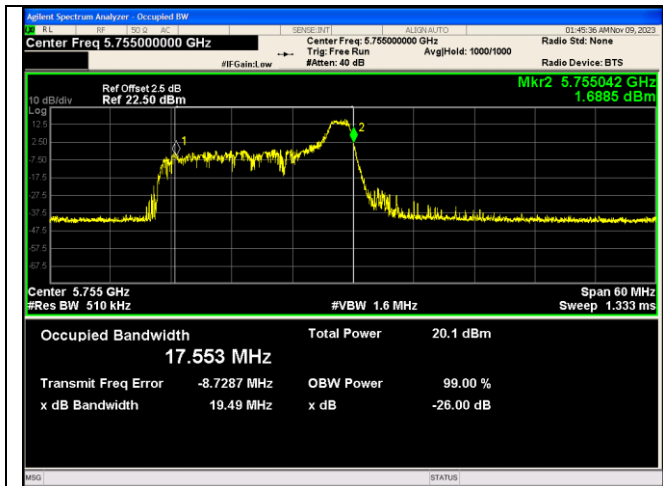 Agilent Spectrum Analyzer - Occupied BW
RL RF 50 Ω AC SENSE:INT ALIGNAUTO 01:45:36 AMNov 09, 2023
Center Freq 5.755000000 GHz Center Freq: 5.755000000 GHz Radio Std: None
Trig: Free Run Avg|Hold: 1000/1000
#IFGain:Low #Atten: 40 dB Radio Device: BTS
Mkr2 5.755042 GHz
Ref Offset 2.5 dB
10 dB/div Ref 22.50 dBm 1.6885 dBm
Log
12.5
2.50
-7.50
-17.5
-27.5
-37.5
-47.5
-57.5
-67.5
1
2
Center 5.755 GHz Span 60 MHz
#Res BW 510 kHz #VBW 1.6 MHz Sweep 1.333 ms
Occupied Bandwidth Total Power 20.1 dBm
17.553 MHz
Transmit Freq Error -8.7287 MHz OBW Power 99.00 %
x dB Bandwidth 19.49 MHz x dB -26.00 dB
MSG STATUS